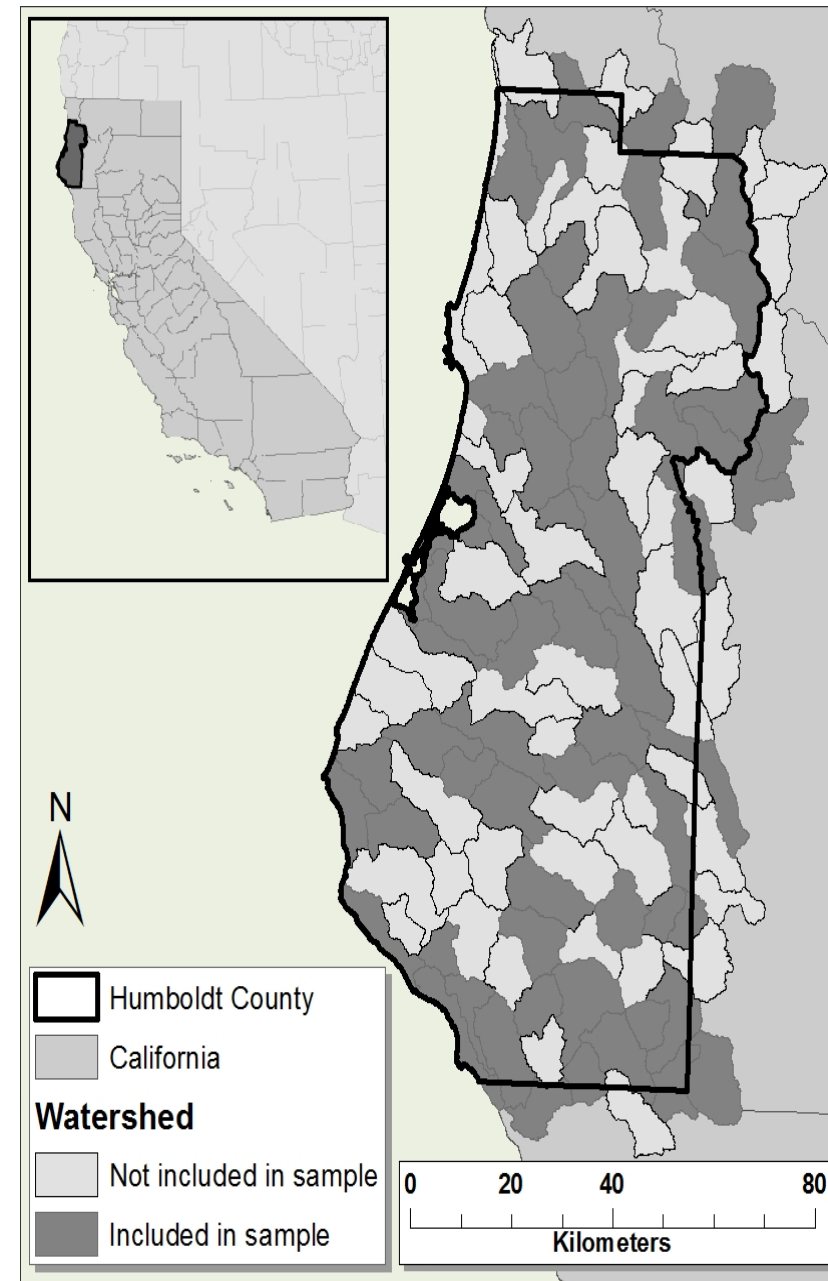 N
Humboldt County
California
Watershed
Not included in sample
Included in sample
0 20 40 80
Kilometers